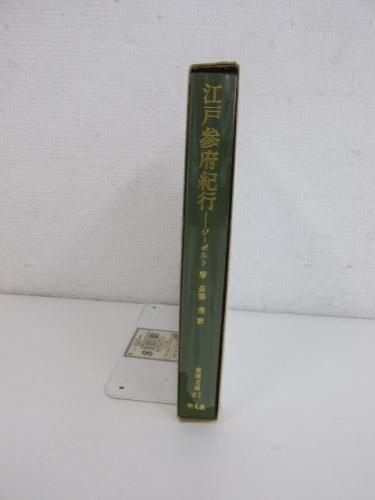 江戸参府紀行
ジーボルト著 斎藤信訳
東洋文庫
87
平凡社